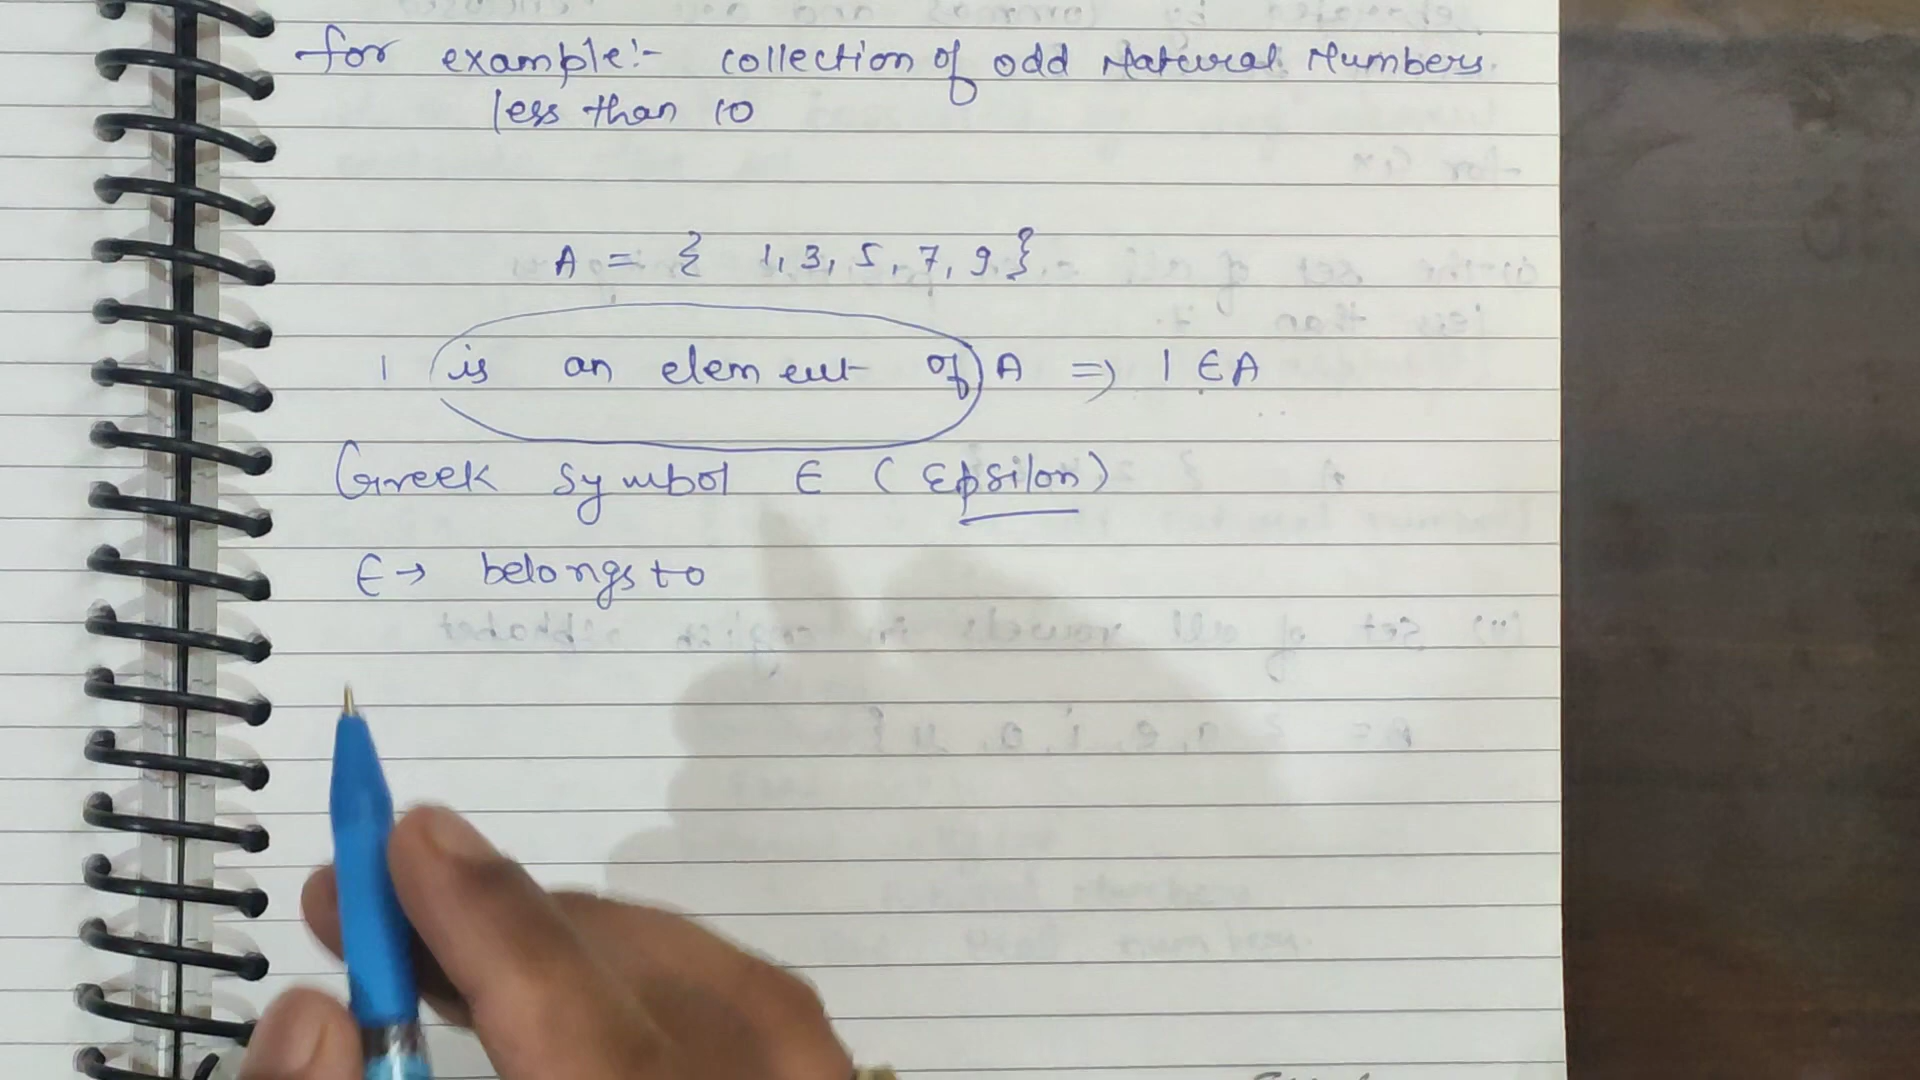 for example:- collection of odd Natural Numbers.
less than 10
A = { 1, 3, 5, 7, 9 }
1 is an element of A => 1 ∈ A
Greek symbol ∈ (Epsilon)
∈ → belongs to